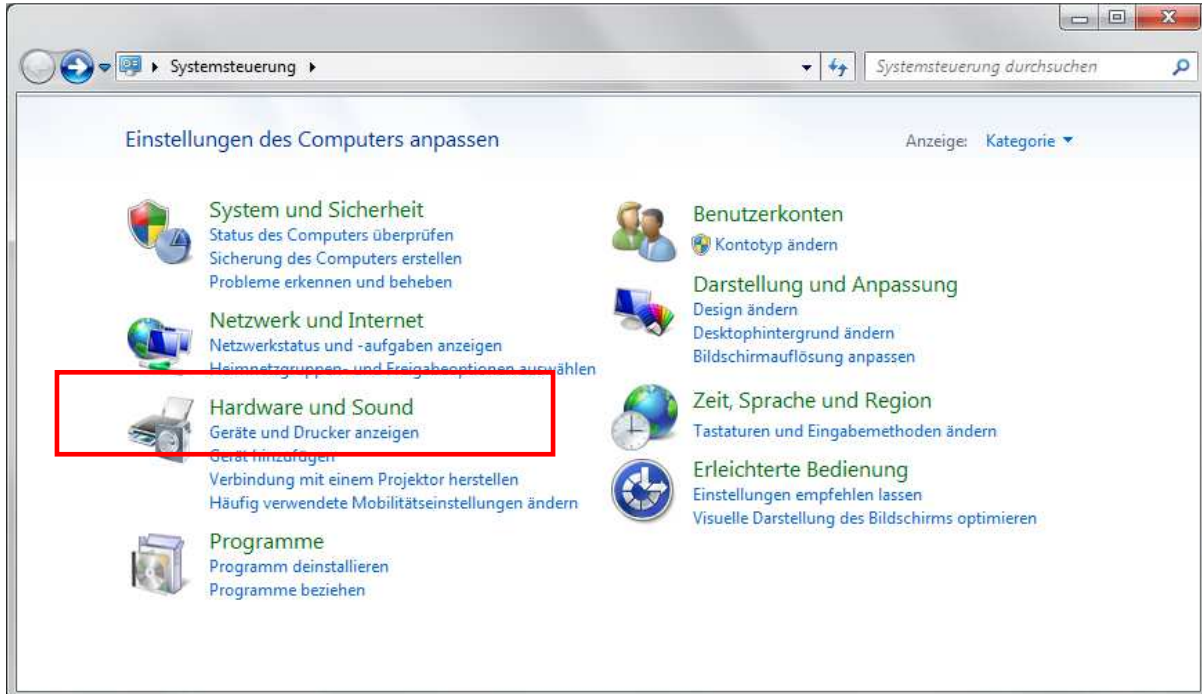 Systemsteuerung
Systemsteuerung durchsuchen
Einstellungen des Computers anpassen
Anzeige: Kategorie
System und Sicherheit
Status des Computers überprüfen
Sicherung des Computers erstellen
Probleme erkennen und beheben
Netzwerk und Internet
Netzwerkstatus und -aufgaben anzeigen
Heimnetzgruppen- und Freigabeoptionen auswählen
Hardware und Sound
Geräte und Drucker anzeigen
Gerät hinzufügen
Verbindung mit einem Projektor herstellen
Häufig verwendete Mobilitätseinstellungen ändern
Programme
Programm deinstallieren
Programme beziehen
Benutzerkonten
Kontotyp ändern
Darstellung und Anpassung
Design ändern
Desktophintergrund ändern
Bildschirmauflösung anpassen
Zeit, Sprache und Region
Tastaturen und Eingabemethoden ändern
Erleichterte Bedienung
Einstellungen empfehlen lassen
Visuelle Darstellung des Bildschirms optimieren